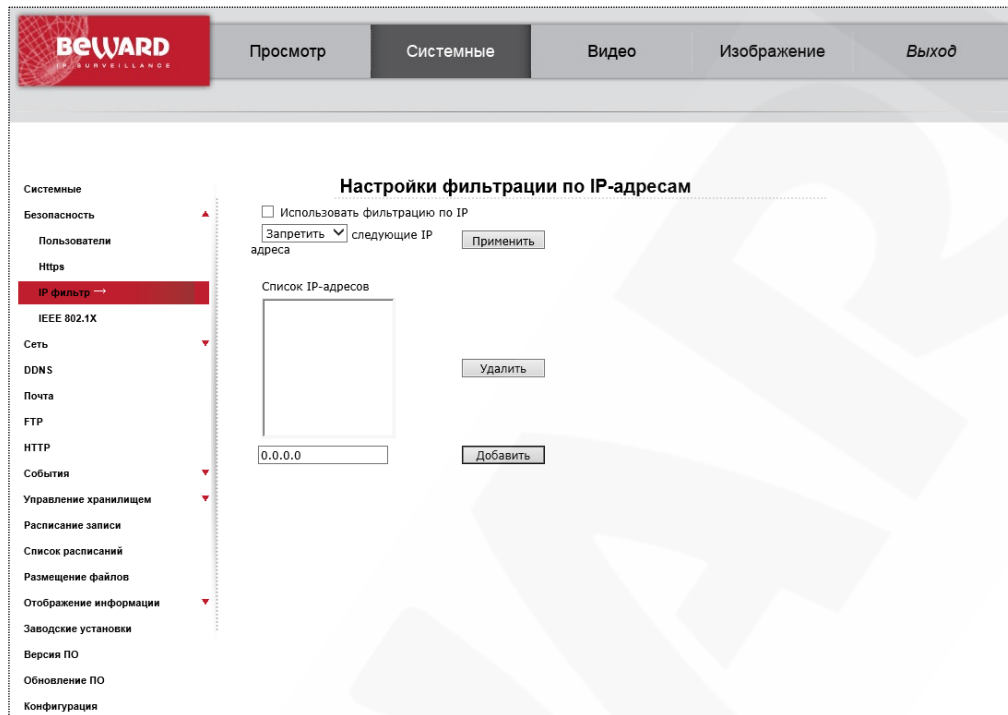 BEWARD
IP SURVEILLANCE
Просмотр
Системные
Видео
Изображение
Выход
Системные
Безопасность
Пользователи
Https
IP фильтр →
IEEE 802.1X
Сеть
DDNS
Почта
FTP
HTTP
События
Управление хранилищем
Расписание записи
Список расписаний
Размещение файлов
Отображение информации
Заводские установки
Версия ПО
Обновление ПО
Конфигурация
Настройки фильтрации по IP-адресам
Использовать фильтрацию по IP
Запретить следующие IP
адреса
Применить
Список IP-адресов
Удалить
0.0.0.0
Добавить